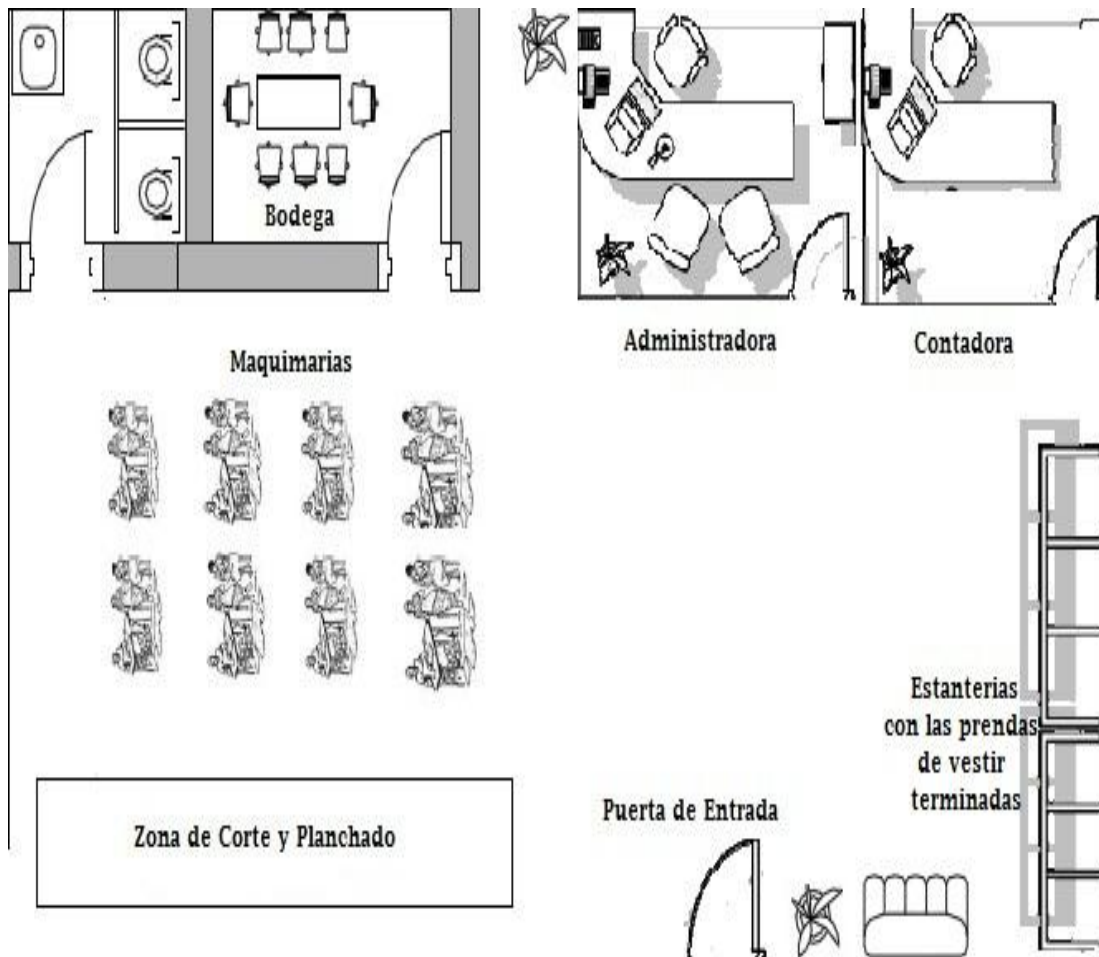 Bodega
Administradora
Contadora
Maquimarias
Estanterias
con las prendas
de vestir
terminadas
Puerta de Entrada
Zona de Corte y Planchado